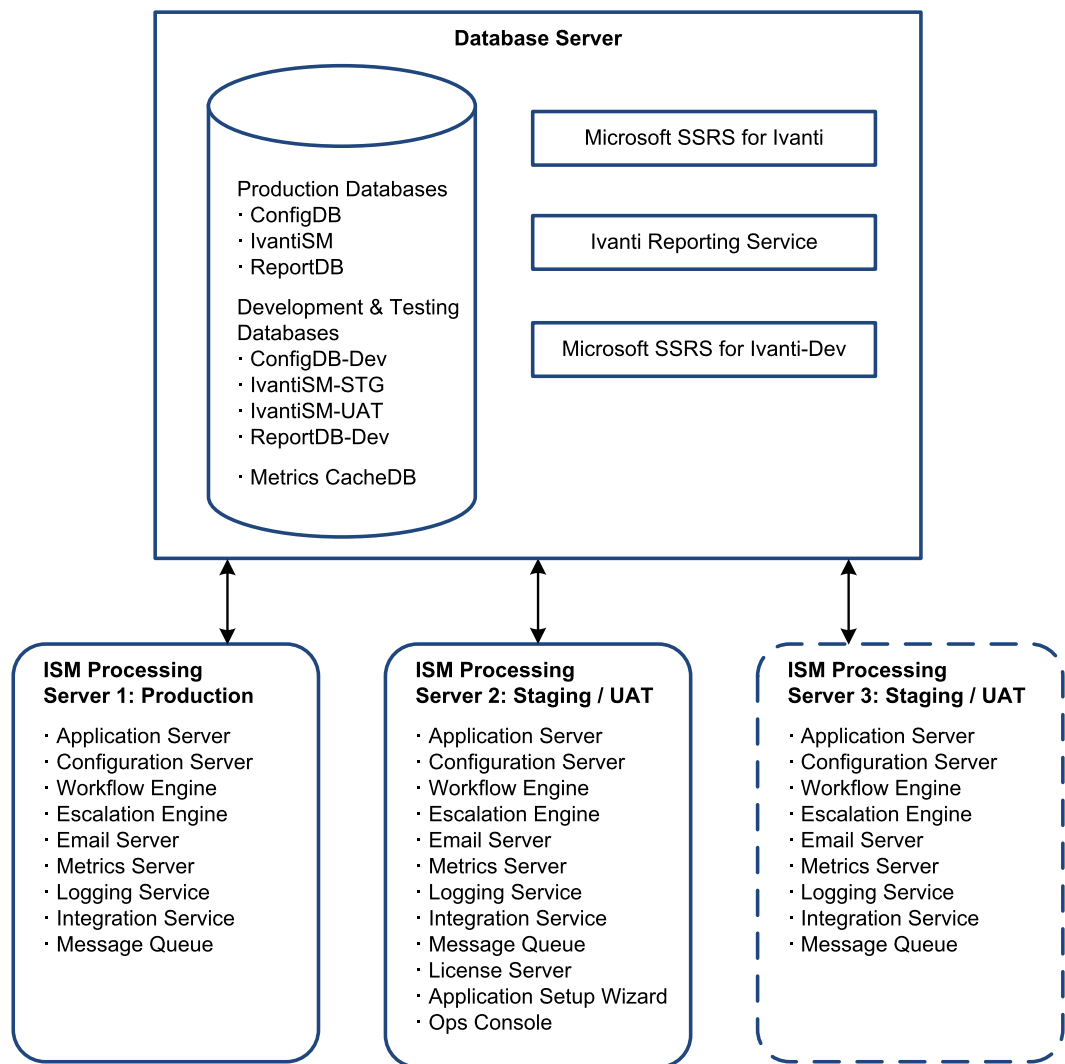 Database Server
Production Databases
· ConfigDB
· IvantiSM
· ReportDB
Development & Testing
Databases
· ConfigDB-Dev
· IvantiSM-STG
· IvantiSM-UAT
· ReportDB-Dev
· Metrics CacheDB
Microsoft SSRS for Ivanti
Ivanti Reporting Service
Microsoft SSRS for Ivanti-Dev
ISM Processing
Server 1: Production
· Application Server
· Configuration Server
· Workflow Engine
· Escalation Engine
· Email Server
· Metrics Server
· Logging Service
· Integration Service
· Message Queue
ISM Processing
Server 2: Staging / UAT
· Application Server
· Configuration Server
· Workflow Engine
· Escalation Engine
· Email Server
· Metrics Server
· Logging Service
· Integration Service
· Message Queue
· License Server
· Application Setup Wizard
· Ops Console
ISM Processing
Server 3: Staging / UAT
· Application Server
· Configuration Server
· Workflow Engine
· Escalation Engine
· Email Server
· Metrics Server
· Logging Service
· Integration Service
· Message Queue